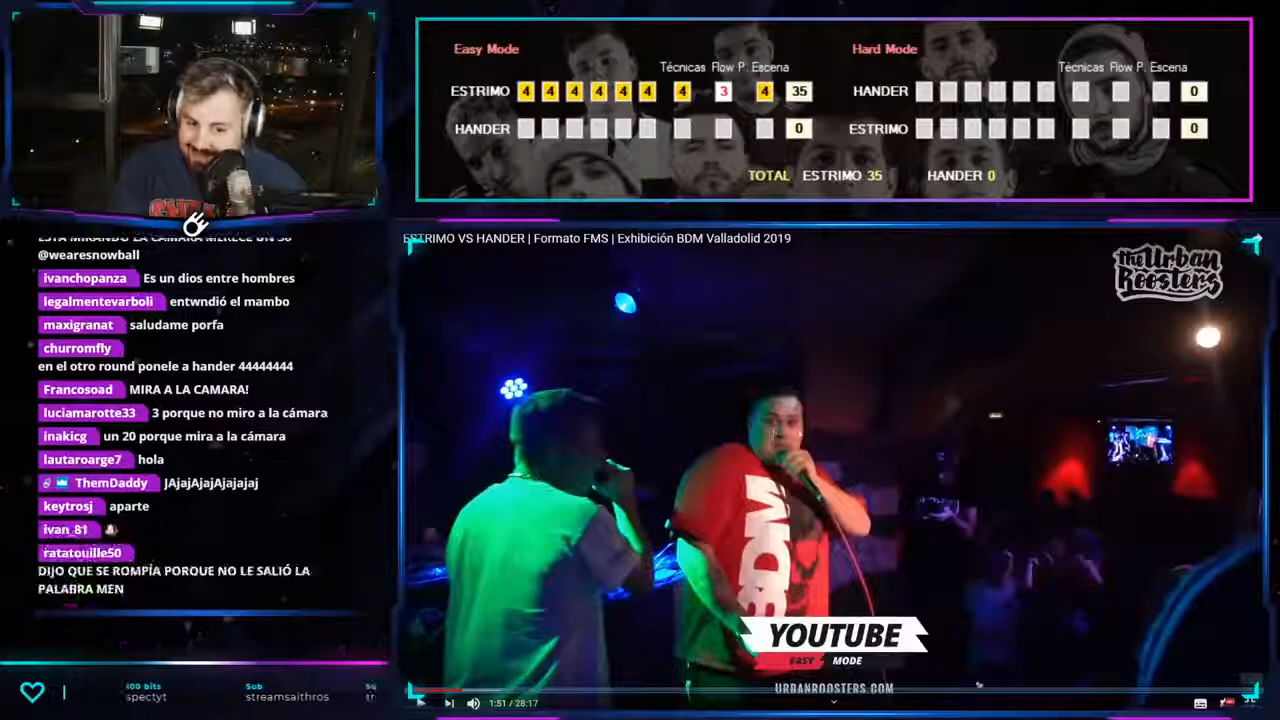 Easy Mode
Técnicas Flow P. Escena
ESTRIMO 4 4 4 4 4 4 4 3 4 35
HANDER 0
Hard Mode
Técnicas Flow P. Escena
HANDER 0
ESTRIMO 0
TOTAL ESTRIMO 35 HANDER 0
@wearesnowball
ivanchopanza Es un dios entre hombres
legalmentevarboli entwndió el mambo
maxigranat saludame porfa
churromfly
en el otro round ponele a hander 44444444
Francosoad MIRA A LA CAMARA!
luciamarotte33 3 porque no miro a la cámara
inakicg un 20 porque mira a la cámara
lautaroarge7 hola
ThemDaddy JAjajAjajAjajajaj
keytrosj aparte
ivan_81
ratatouille50
DIJO QUE SE ROMPÍA PORQUE NO LE SALIÓ LA
PALABRA MEN
100 bits
spectyt
Sub
streamsaithros
ESTRIMO VS HANDER | Formato FMS | Exhibición BDM Valladolid 2019
the Urban
Roosters
BDM
YOUTUBE
EASY MODE
URBANROOSTERS.COM
1:51 / 28:17